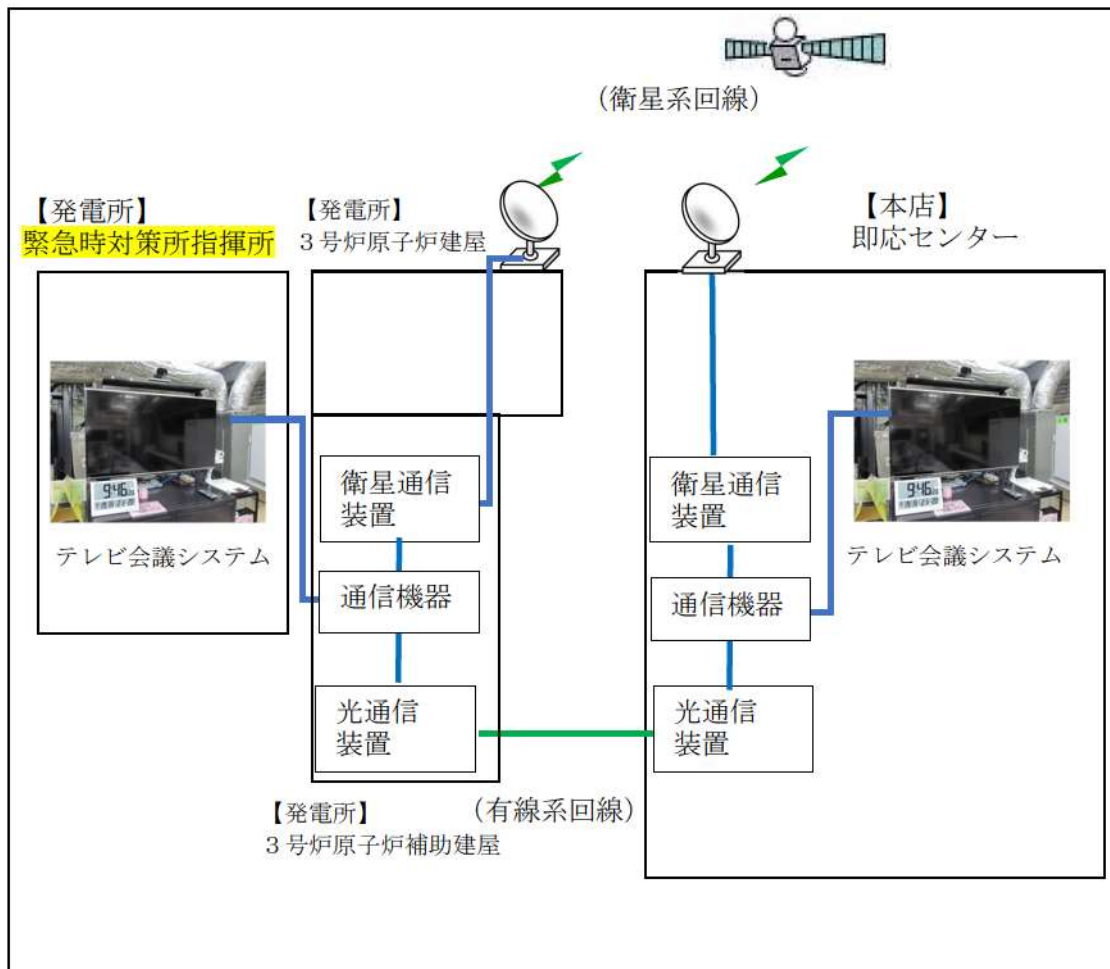 (衛星系回線)
【発電所】
緊急時対策所指揮所
【発電所】
3号炉原子炉建屋
【本店】
即応センター
9:46
テレビ会議システム
衛星通信
装置
通信機器
光通信
装置
衛星通信
装置
通信機器
光通信
装置
9:46
テレビ会議システム
(有線系回線)
【発電所】
3号炉原子炉補助建屋